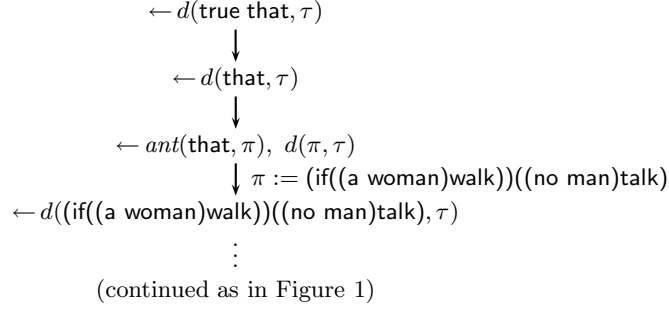 ← d(true that, τ)
← d(that, τ)
← ant(that, π), d(π, τ)
π := (if((a woman)walk))((no man)talk)
← d((if((a woman)walk))((no man)talk), τ)
⋮
(continued as in Figure 1)